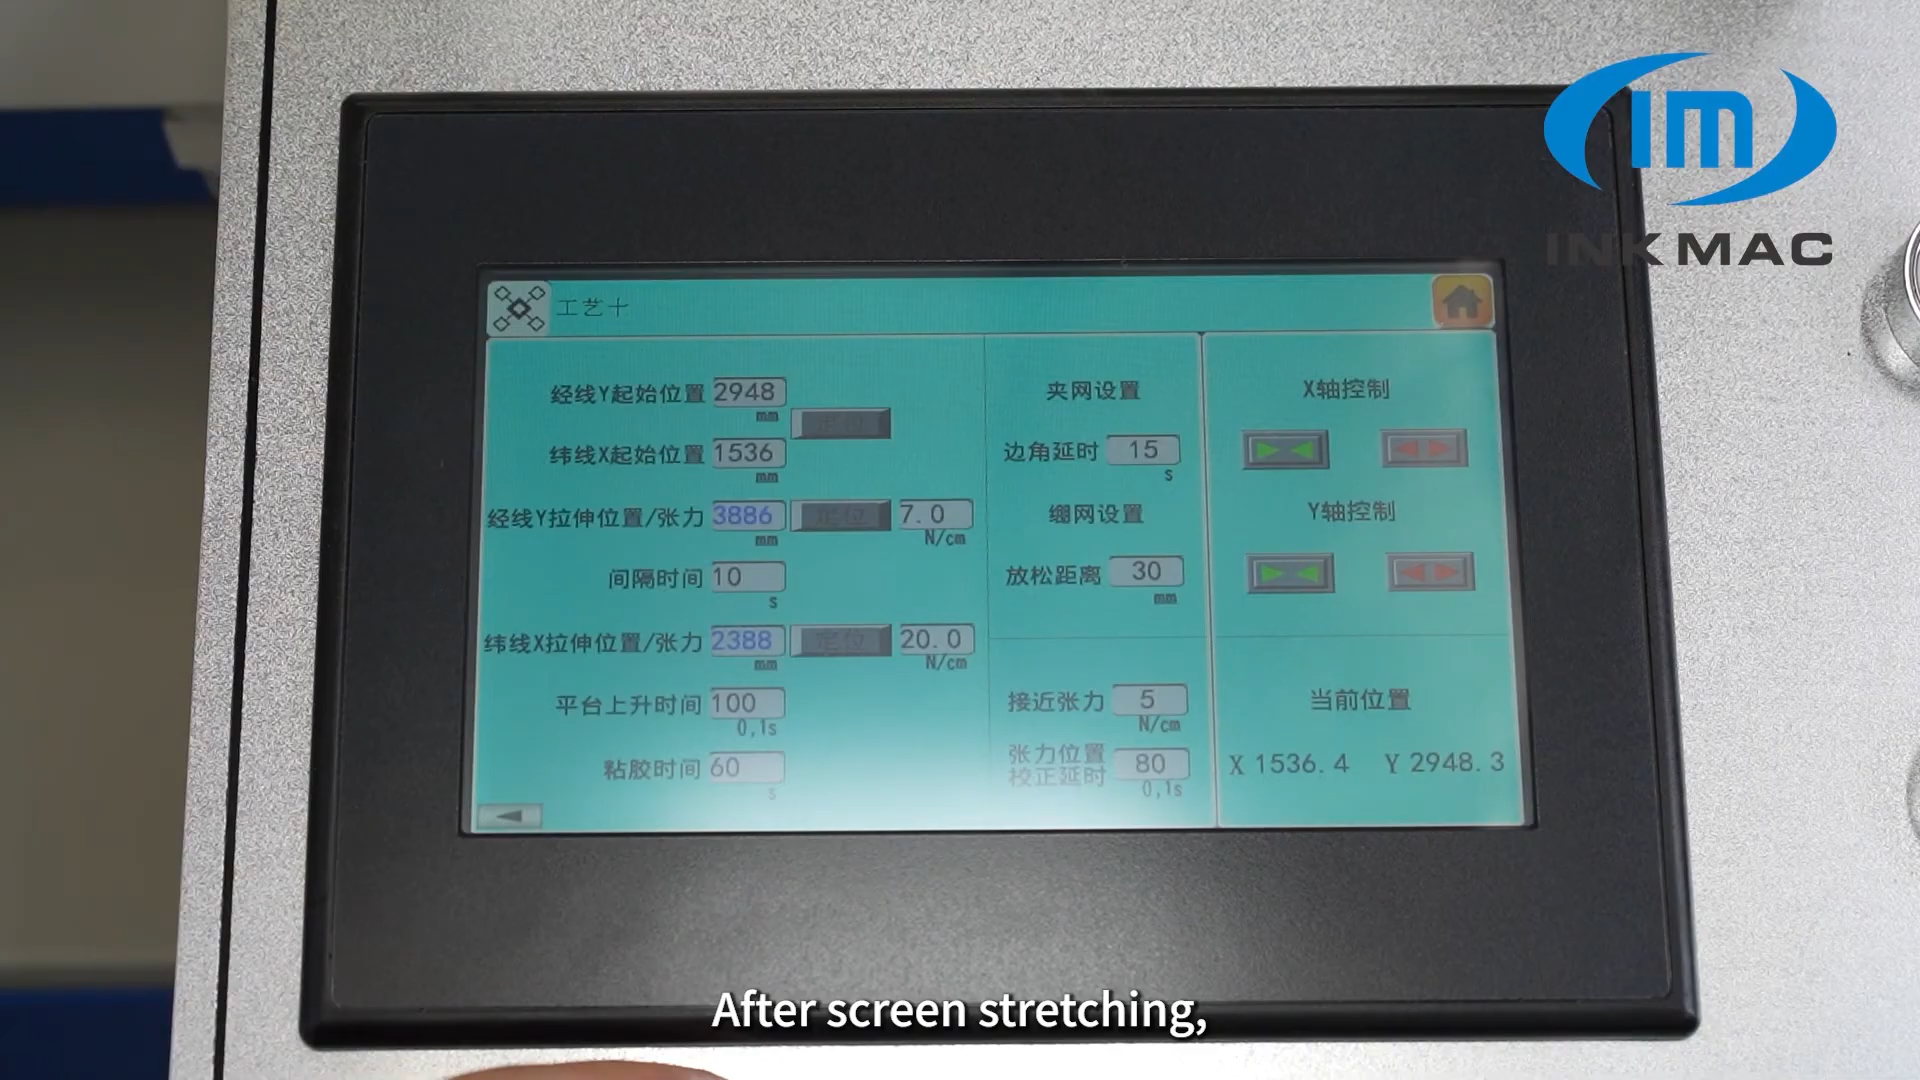 im
INKMAC
工艺十
经线Y起始位置 2948
mm
定位
纬线X起始位置 1536
mm
经线Y拉伸位置/张力 3886 定位 7.0
mm N/cm
间隔时间 10
s
纬线X拉伸位置/张力 2388 定位 20.0
mm N/cm
平台上升时间 100
0,1s
粘胶时间 60
s
夹网设置
边角延时 15
s
绷网设置
放松距离 30
mm
接近张力 5
N/cm
张力位置
校正延时 80
0,1s
X轴控制
Y轴控制
当前位置
X 1536.4 Y 2948.3
After screen stretching,